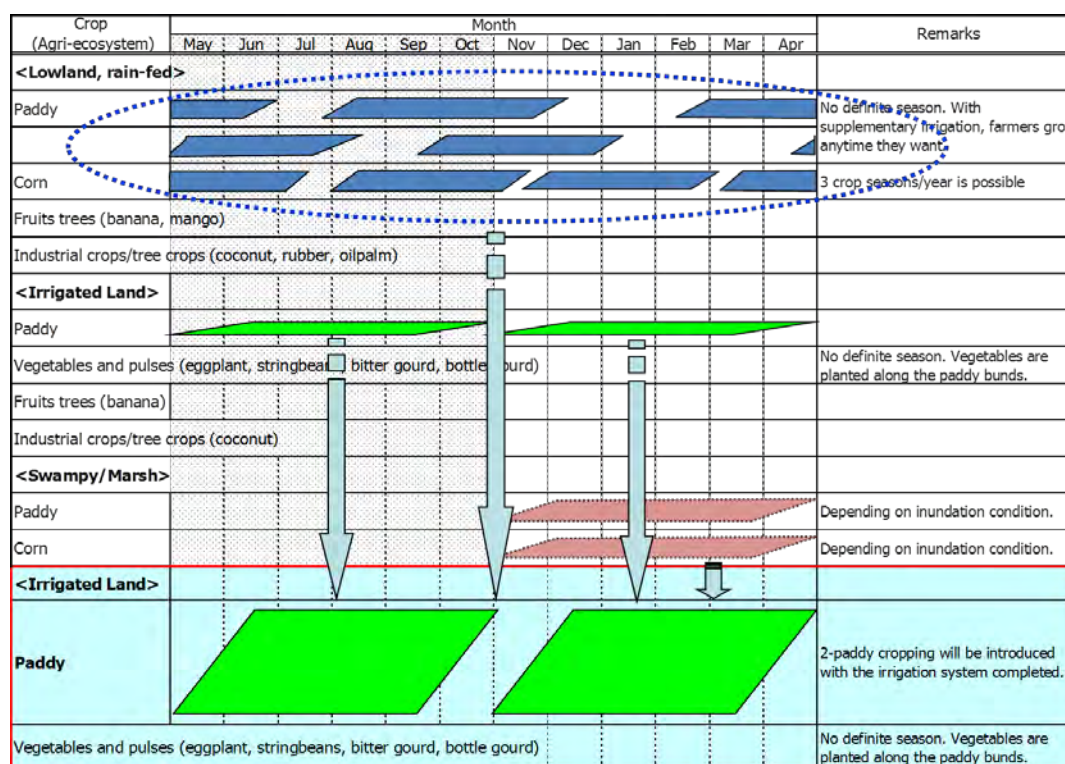 Crop
(Agri-ecosystem)
Month
Remarks
May Jun Jul Aug Sep Oct Nov Dec Jan Feb Mar Apr
<Lowland, rain-fed>
Paddy
No definite season. With
supplementary irrigation, farmers gro
anytime they want.
Corn
3 crop seasons/year is possible
Fruits trees (banana, mango)
Industrial crops/tree crops (coconut, rubber, oilpalm)
<Irrigated Land>
Paddy
Vegetables and pulses (eggplant, stringbeans, bitter gourd, bottle gourd)
No definite season. Vegetables are
planted along the paddy bunds.
Fruits trees (banana)
Industrial crops/tree crops (coconut)
<Swampy/Marsh>
Paddy
Depending on inundation condition.
Corn
Depending on inundation condition.
<Irrigated Land>
Paddy
2-paddy cropping will be introduced
with the irrigation system completed.
Vegetables and pulses (eggplant, stringbeans, bitter gourd, bottle gourd)
No definite season. Vegetables are
planted along the paddy bunds.